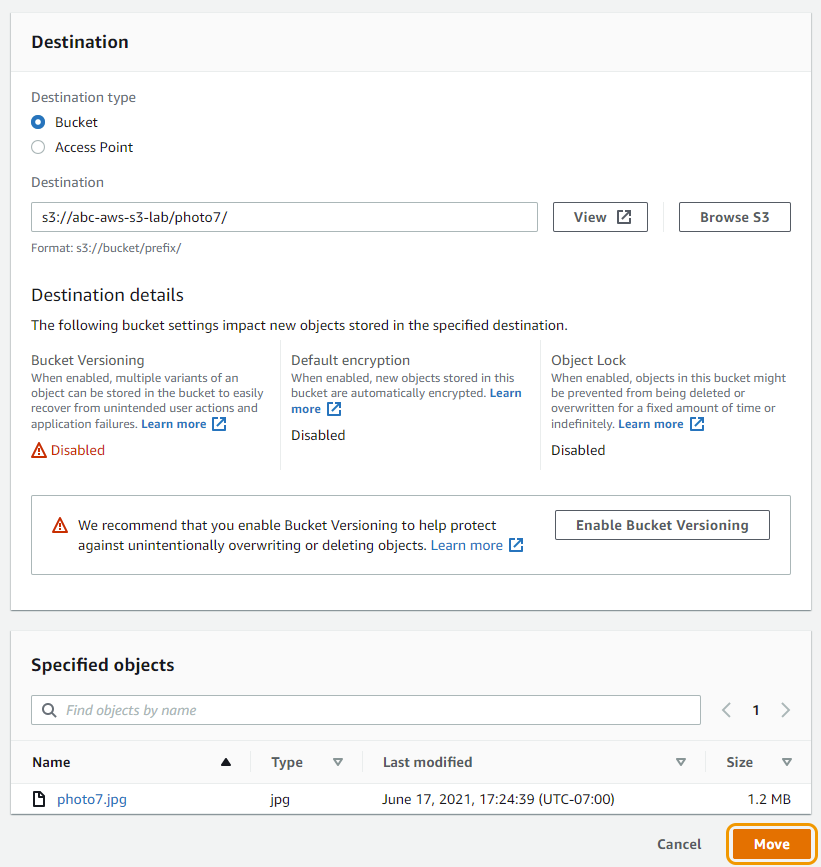 Destination
Destination type
Bucket
Access Point
Destination
s3://abc-aws-s3-lab/photo7/
View
Browse S3
Format: s3://bucket/prefix/
Destination details
The following bucket settings impact new objects stored in the specified destination.
Bucket Versioning
When enabled, multiple variants of an
object can be stored in the bucket to easily
recover from unintended user actions and
application failures. Learn more
Disabled
Default encryption
When enabled, new objects stored in this
bucket are automatically encrypted. Learn
more
Disabled
Object Lock
When enabled, objects in this bucket might
be prevented from being deleted or
overwritten for a fixed amount of time or
indefinitely. Learn more
Disabled
We recommend that you enable Bucket Versioning to help protect
against unintentionally overwriting or deleting objects. Learn more
Enable Bucket Versioning
Specified objects
Find objects by name
1
Name Type Last modified Size
photo7.jpg jpg June 17, 2021, 17:24:39 (UTC-07:00) 1.2 MB
Cancel Move